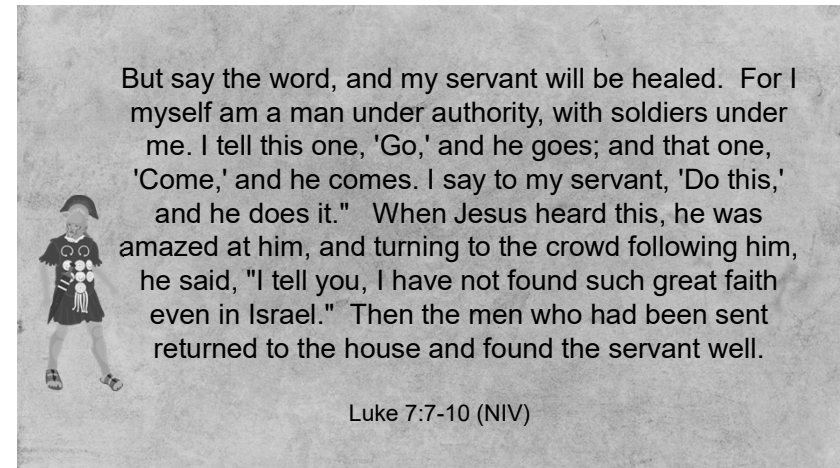 But say the word, and my servant will be healed.  For I
myself am a man under authority, with soldiers under
me. I tell this one, 'Go,' and he goes; and that one,
'Come,' and he comes. I say to my servant, 'Do this,'
and he does it."   When Jesus heard this, he was
amazed at him, and turning to the crowd following him,
he said, "I tell you, I have not found such great faith
even in Israel."  Then the men who had been sent
returned to the house and found the servant well.
Luke 7:7-10 (NIV)